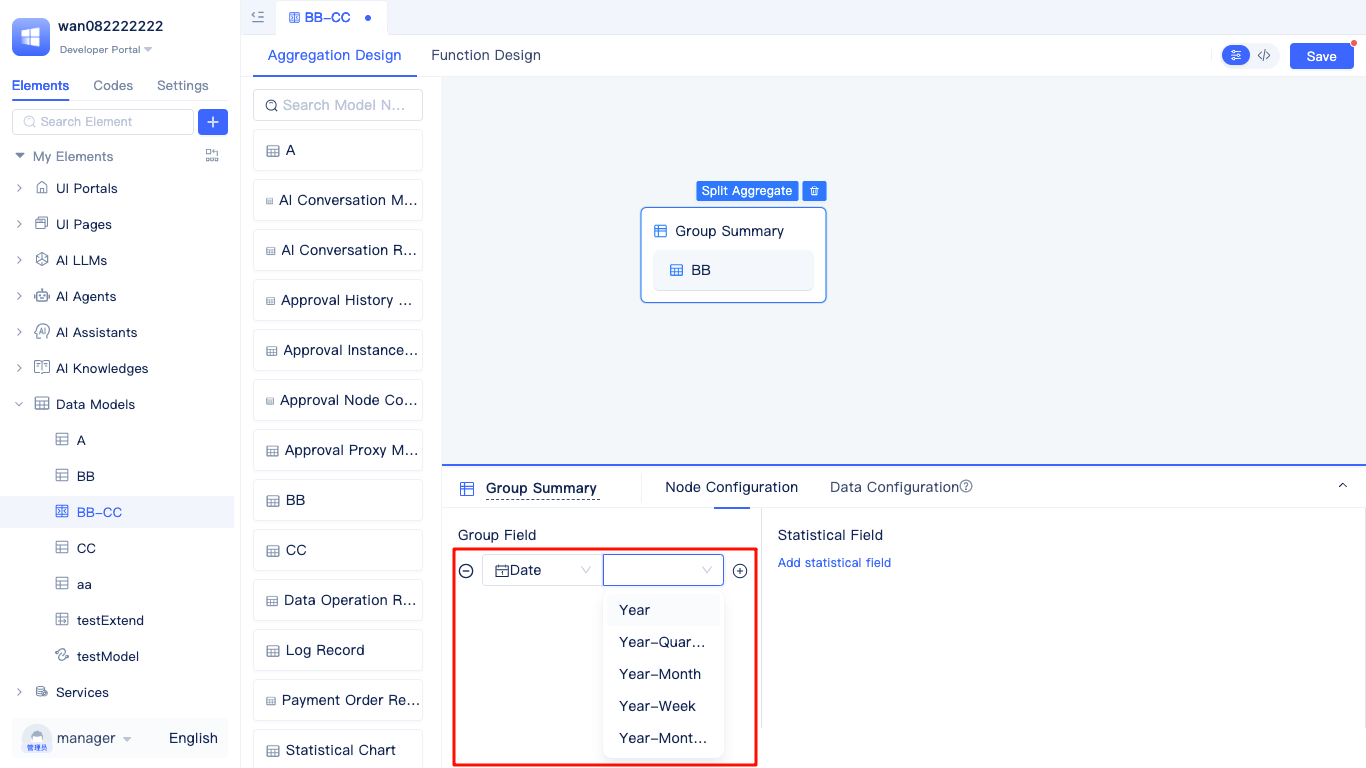 wan082222222
Developer Portal
Elements
Codes
Settings
Search Element
My Elements
UI Portals
UI Pages
AI LLMs
AI Agents
AI Assistants
AI Knowledges
Data Models
A
BB
BB-CC
CC
aa
testExtend
testModel
Services
管理员
manager
English
BB-CC
Aggregation Design
Function Design
Save
Search Model N...
A
AI Conversation M...
AI Conversation R...
Approval History ...
Approval Instance...
Approval Node Co...
Approval Proxy M...
BB
CC
Data Operation R...
Log Record
Payment Order Re...
Statistical Chart
Split Aggregate
Group Summary
BB
Group Summary
Node Configuration
Data Configuration
Group Field
Date
Year
Year-Quar...
Year-Month
Year-Week
Year-Mont...
Statistical Field
Add statistical field